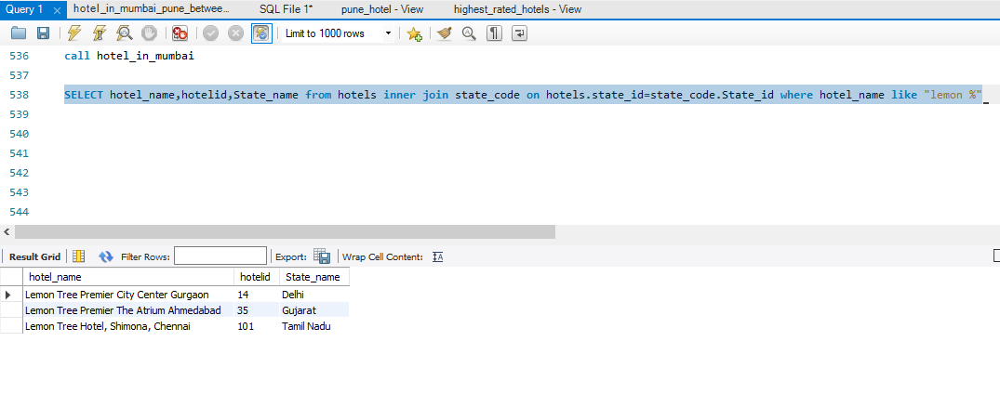 Query 1 hotel_in_mumbai_pune_betwee... SQL File 1* pune_hotel - View highest_rated_hotels - View
Limit to 1000 rows
536 call hotel_in_mumbai
537
538 SELECT hotel_name,hotelid,State_name from hotels inner join state_code on hotels.state_id=state_code.State_id where hotel_name like "lemon %"
539
540
541
542
543
544
Result Grid Filter Rows: Export: Wrap Cell Content:
hotel_name hotelid State_name
Lemon Tree Premier City Center Gurgaon 14 Delhi
Lemon Tree Premier The Atrium Ahmedabad 35 Gujarat
Lemon Tree Hotel, Shimona, Chennai 101 Tamil Nadu